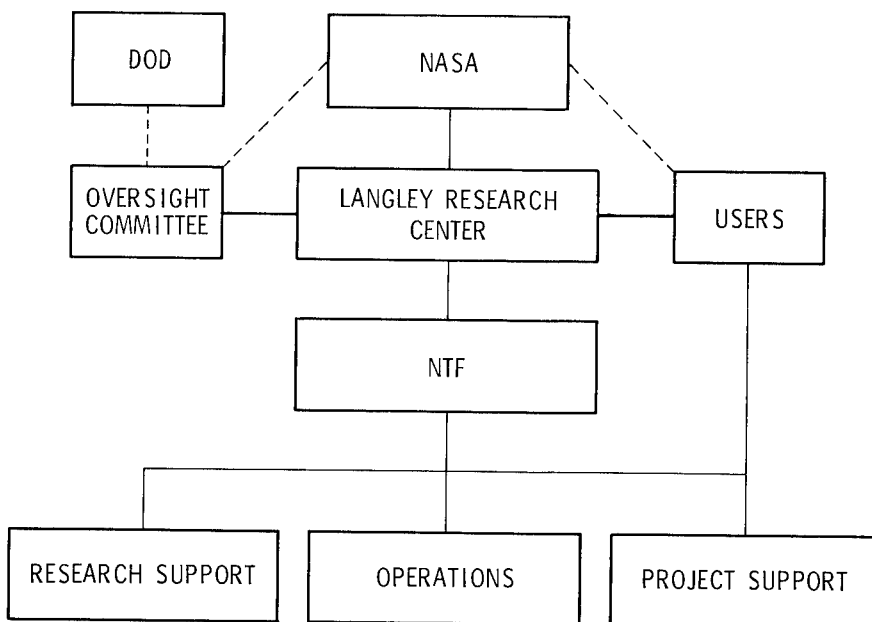 DOD
NASA
OVERSIGHT
COMMITTEE
LANGLEY RESEARCH
CENTER
USERS
NTF
RESEARCH SUPPORT
OPERATIONS
PROJECT SUPPORT